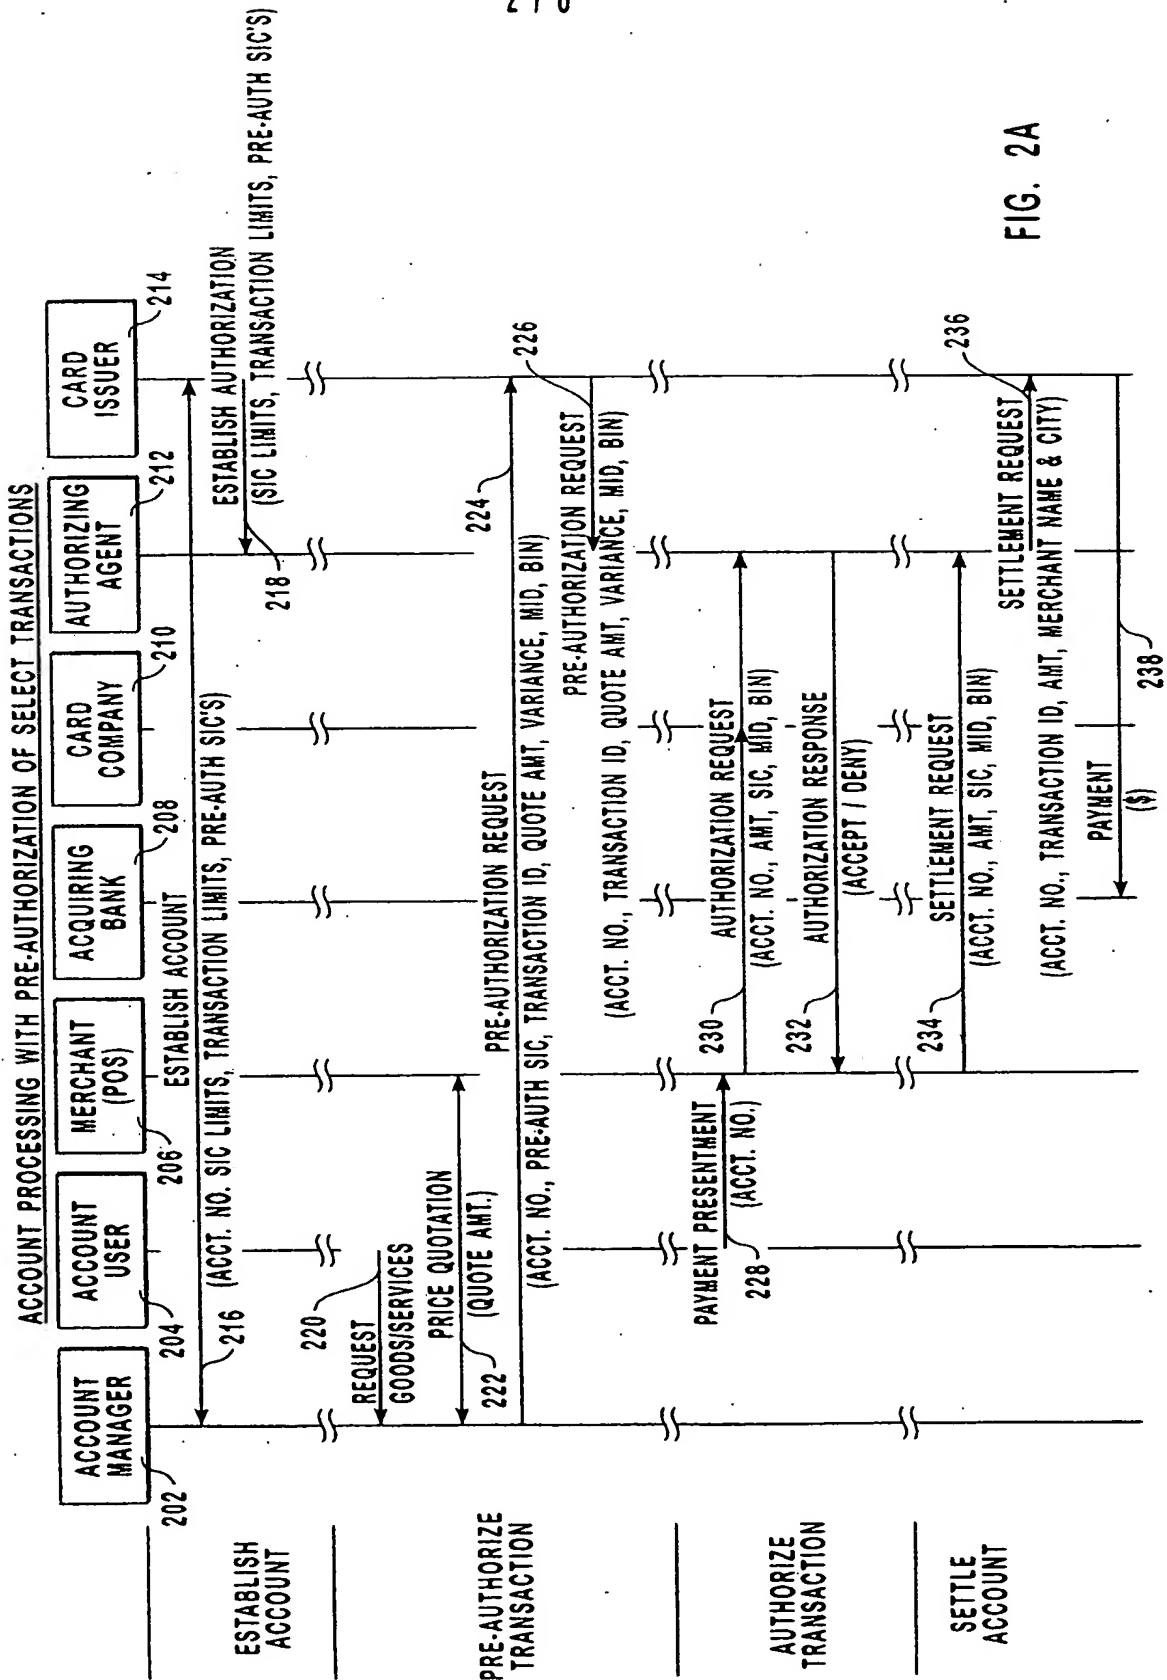 2 / 6
ACCOUNT PROCESSING WITH PRE-AUTHORIZATION OF SELECT TRANSACTIONS
ACCOUNT
MANAGER
202
ACCOUNT
USER
204
MERCHANT
(POS)
206
ACQUIRING
BANK
208
CARD
COMPANY
210
AUTHORIZING
AGENT
212
CARD
ISSUER
214
ESTABLISH
ACCOUNT
ESTABLISH ACCOUNT
216
(ACCT. NO. SIC LIMITS, TRANSACTION LIMITS, PRE-AUTH SIC'S)
ESTABLISH AUTHORIZATION
(SIC LIMITS, TRANSACTION LIMITS, PRE-AUTH SIC'S)
218
PRE-AUTHORIZE
TRANSACTION
220
REQUEST
GOODS/SERVICES
PRICE QUOTATION
(QUOTE AMT.)
222
PRE-AUTHORIZATION REQUEST
224
(ACCT. NO., PRE-AUTH SIC, TRANSACTION ID, QUOTE AMT, VARIANCE, MID, BIN)
226
PRE-AUTHORIZATION REQUEST
(ACCT. NO., TRANSACTION ID, QUOTE AMT, VARIANCE, MID, BIN)
AUTHORIZE
TRANSACTION
PAYMENT PRESENTMENT
(ACCT. NO.)
228
230
AUTHORIZATION REQUEST
(ACCT. NO., AMT, SIC, MID, BIN)
232
AUTHORIZATION RESPONSE
(ACCEPT / DENY)
SETTLE
ACCOUNT
234
SETTLEMENT REQUEST
(ACCT. NO., AMT, SIC, MID, BIN)
236
SETTLEMENT REQUEST
(ACCT. NO., TRANSACTION ID, AMT, MERCHANT NAME & CITY)
PAYMENT
($)
238
FIG. 2A